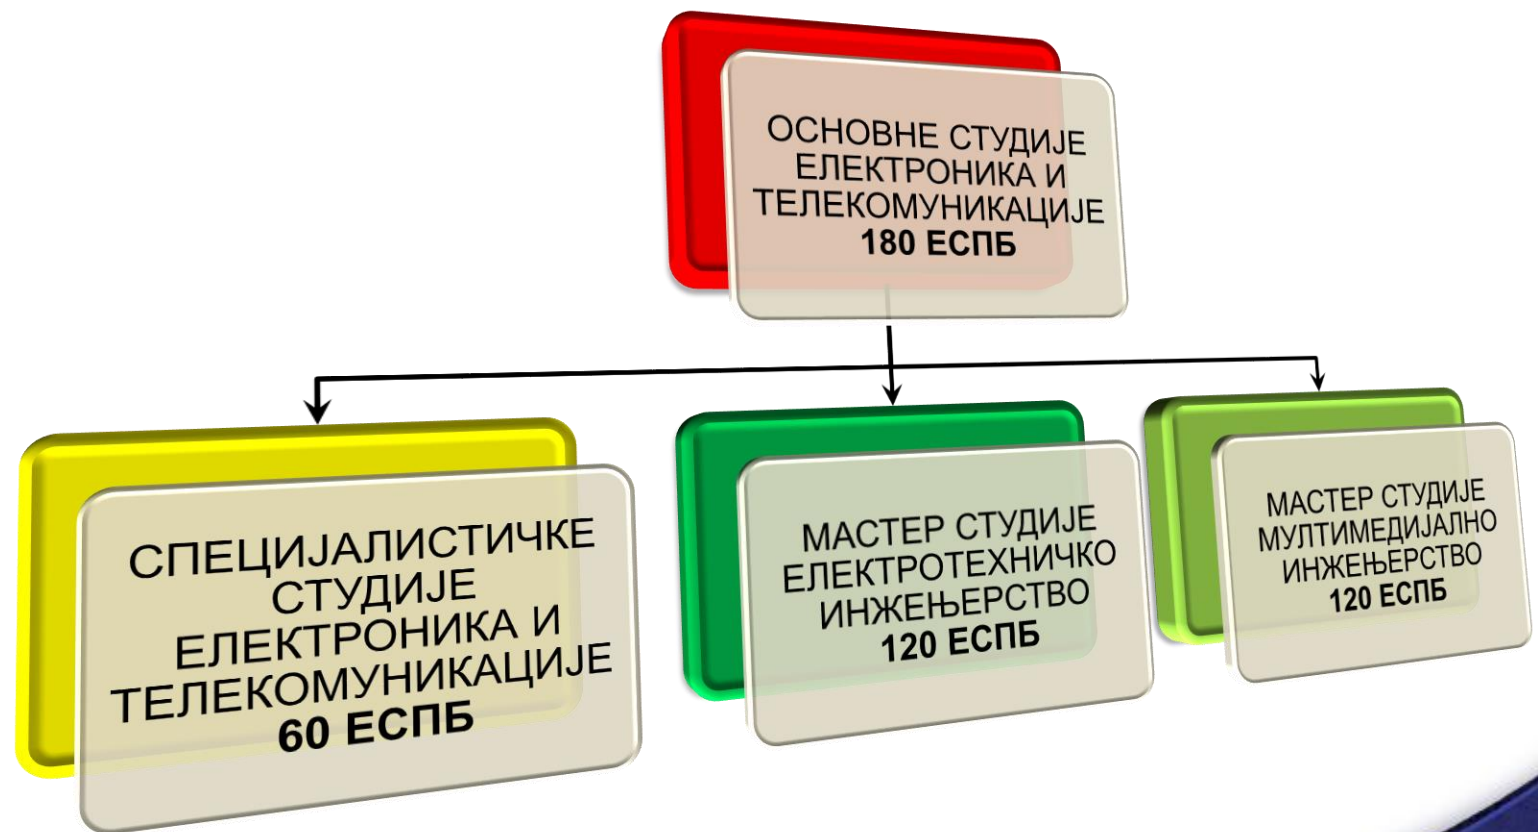 ОСНОВНЕ СТУДИЈЕ
ЕЛЕКТРОНИКА И
ТЕЛЕКОМУНИКАЦИЈЕ
180 ЕСПБ
СПЕЦИЈАЛИСТИЧКЕ
СТУДИЈЕ
ЕЛЕКТРОНИКА И
ТЕЛЕКОМУНИКАЦИЈЕ
60 ЕСПБ
МАСТЕР СТУДИЈЕ
ЕЛЕКТРОТЕХНИЧКО
ИНЖЕЊЕРСТВО
120 ЕСПБ
МАСТЕР СТУДИЈЕ
МУЛТИМЕДИЈАЛНО
ИНЖЕЊЕРСТВО
120 ЕСПБ